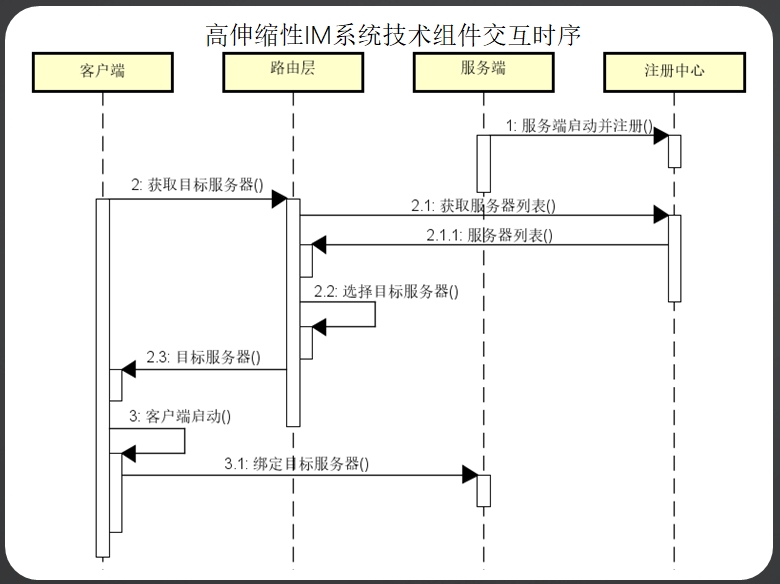 高伸缩性IM系统技术组件交互时序
客户端
路由层
服务端
注册中心
1: 服务端启动并注册()
2: 获取目标服务器()
2.1: 获取服务器列表()
2.1.1: 服务器列表()
2.2: 选择目标服务器()
2.3: 目标服务器()
3: 客户端启动()
3.1: 绑定目标服务器()